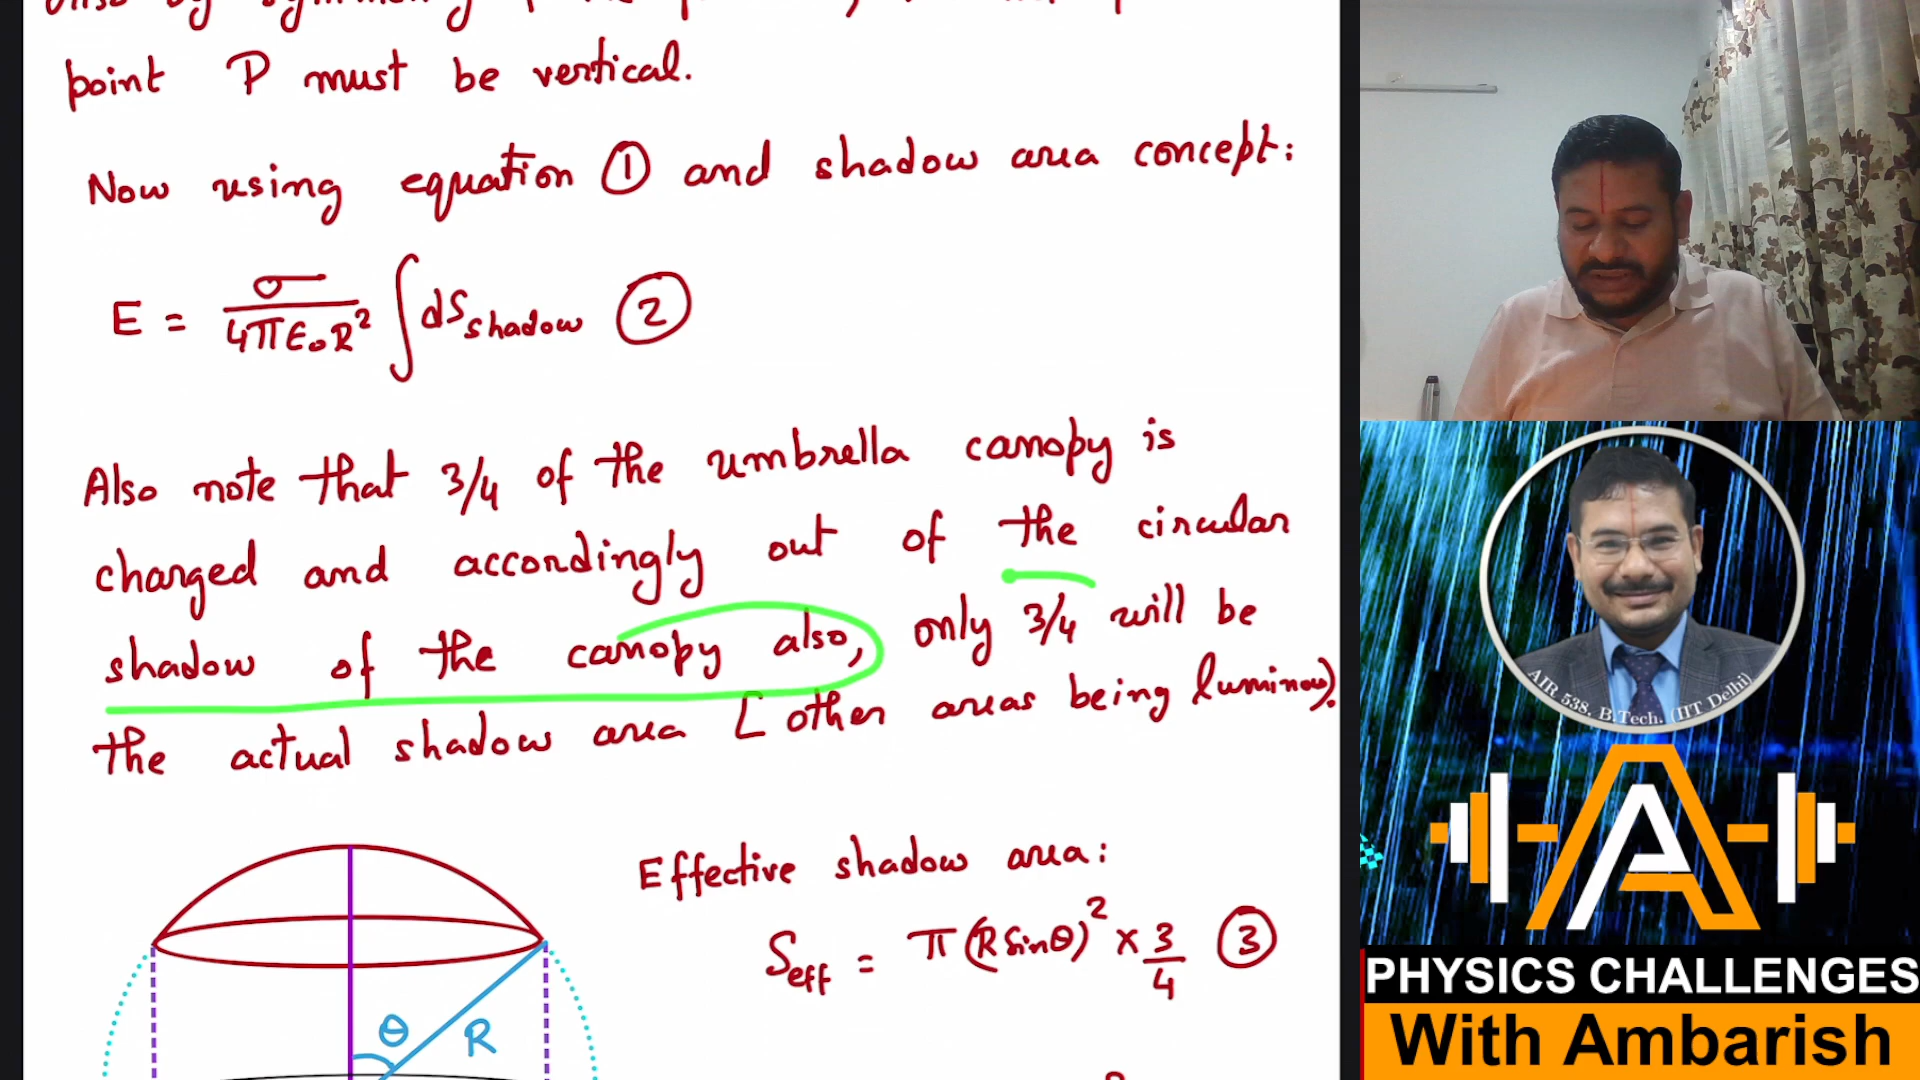 point P must be vertical.
Now using equation ① and shadow area concept:
E = σ / 4πε₀R² ∫ dS shadow ②
Also note that 3/4 of the umbrella canopy is
charged and accordingly out of the circular
shadow of the canopy also, only 3/4 will be
the actual shadow area [other areas being luminous).
Effective shadow area:
Seff = π(R sinθ)² × 3/4 ③
θ
R
AIR 538, B.Tech. (IIT Delhi)
A
PHYSICS CHALLENGES
With Ambarish